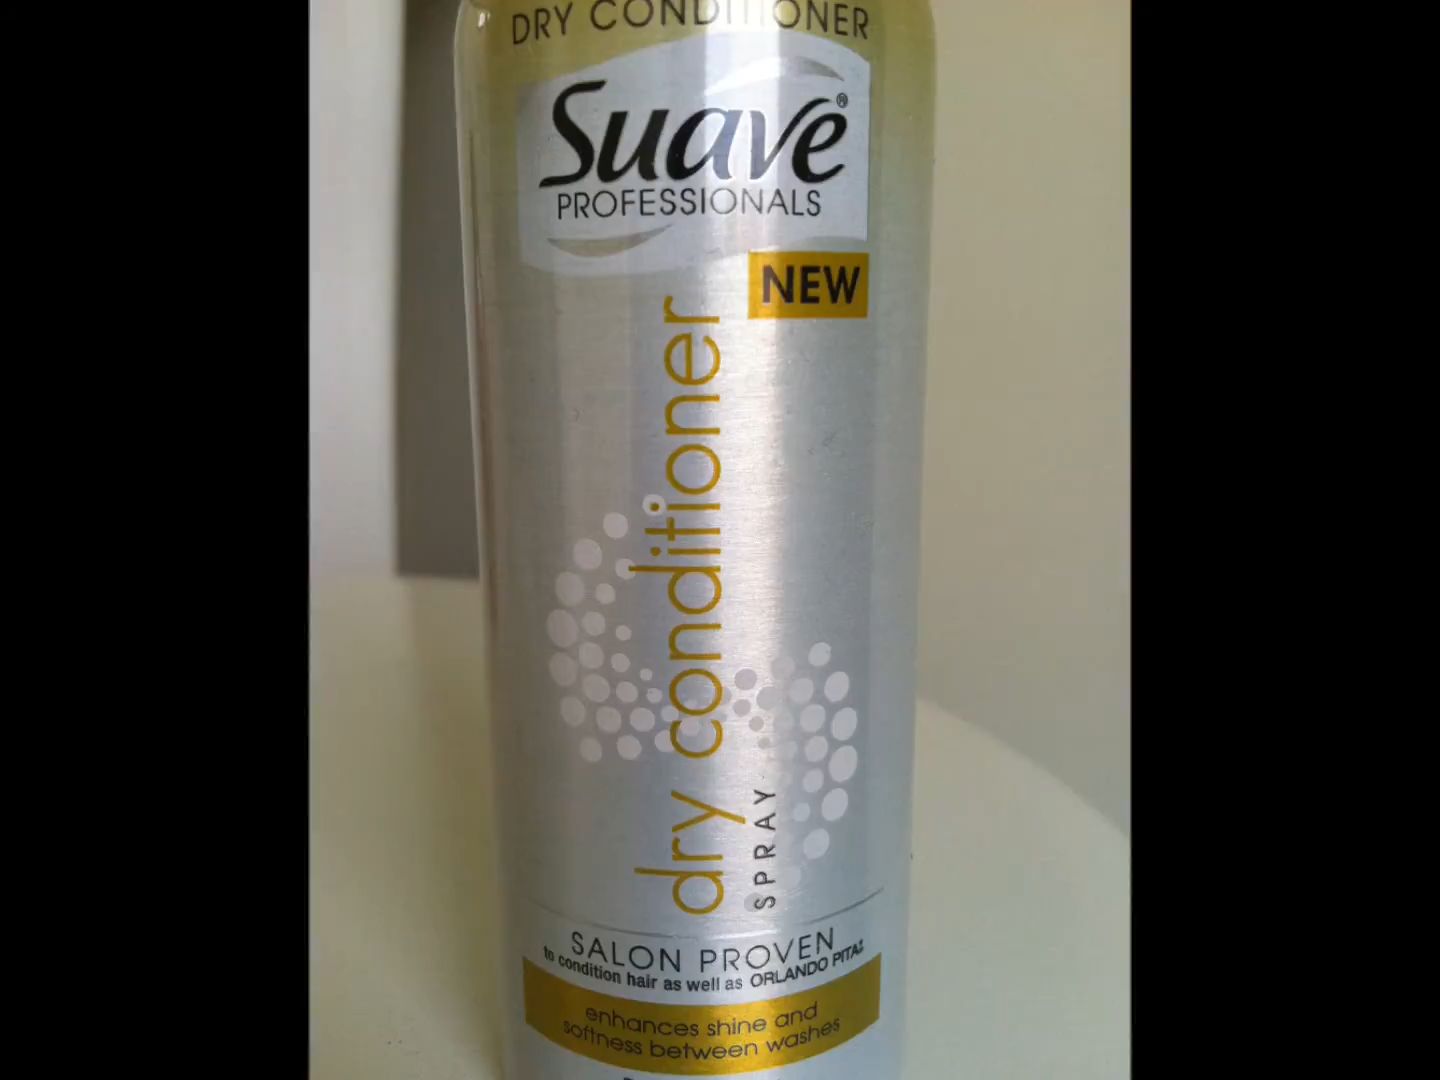 DRY CONDITIONER
Suave®
PROFESSIONALS
NEW
dry conditioner
SPRAY
SALON PROVEN
to condition hair as well as ORLANDO PITA‡
enhances shine and
softness between washes